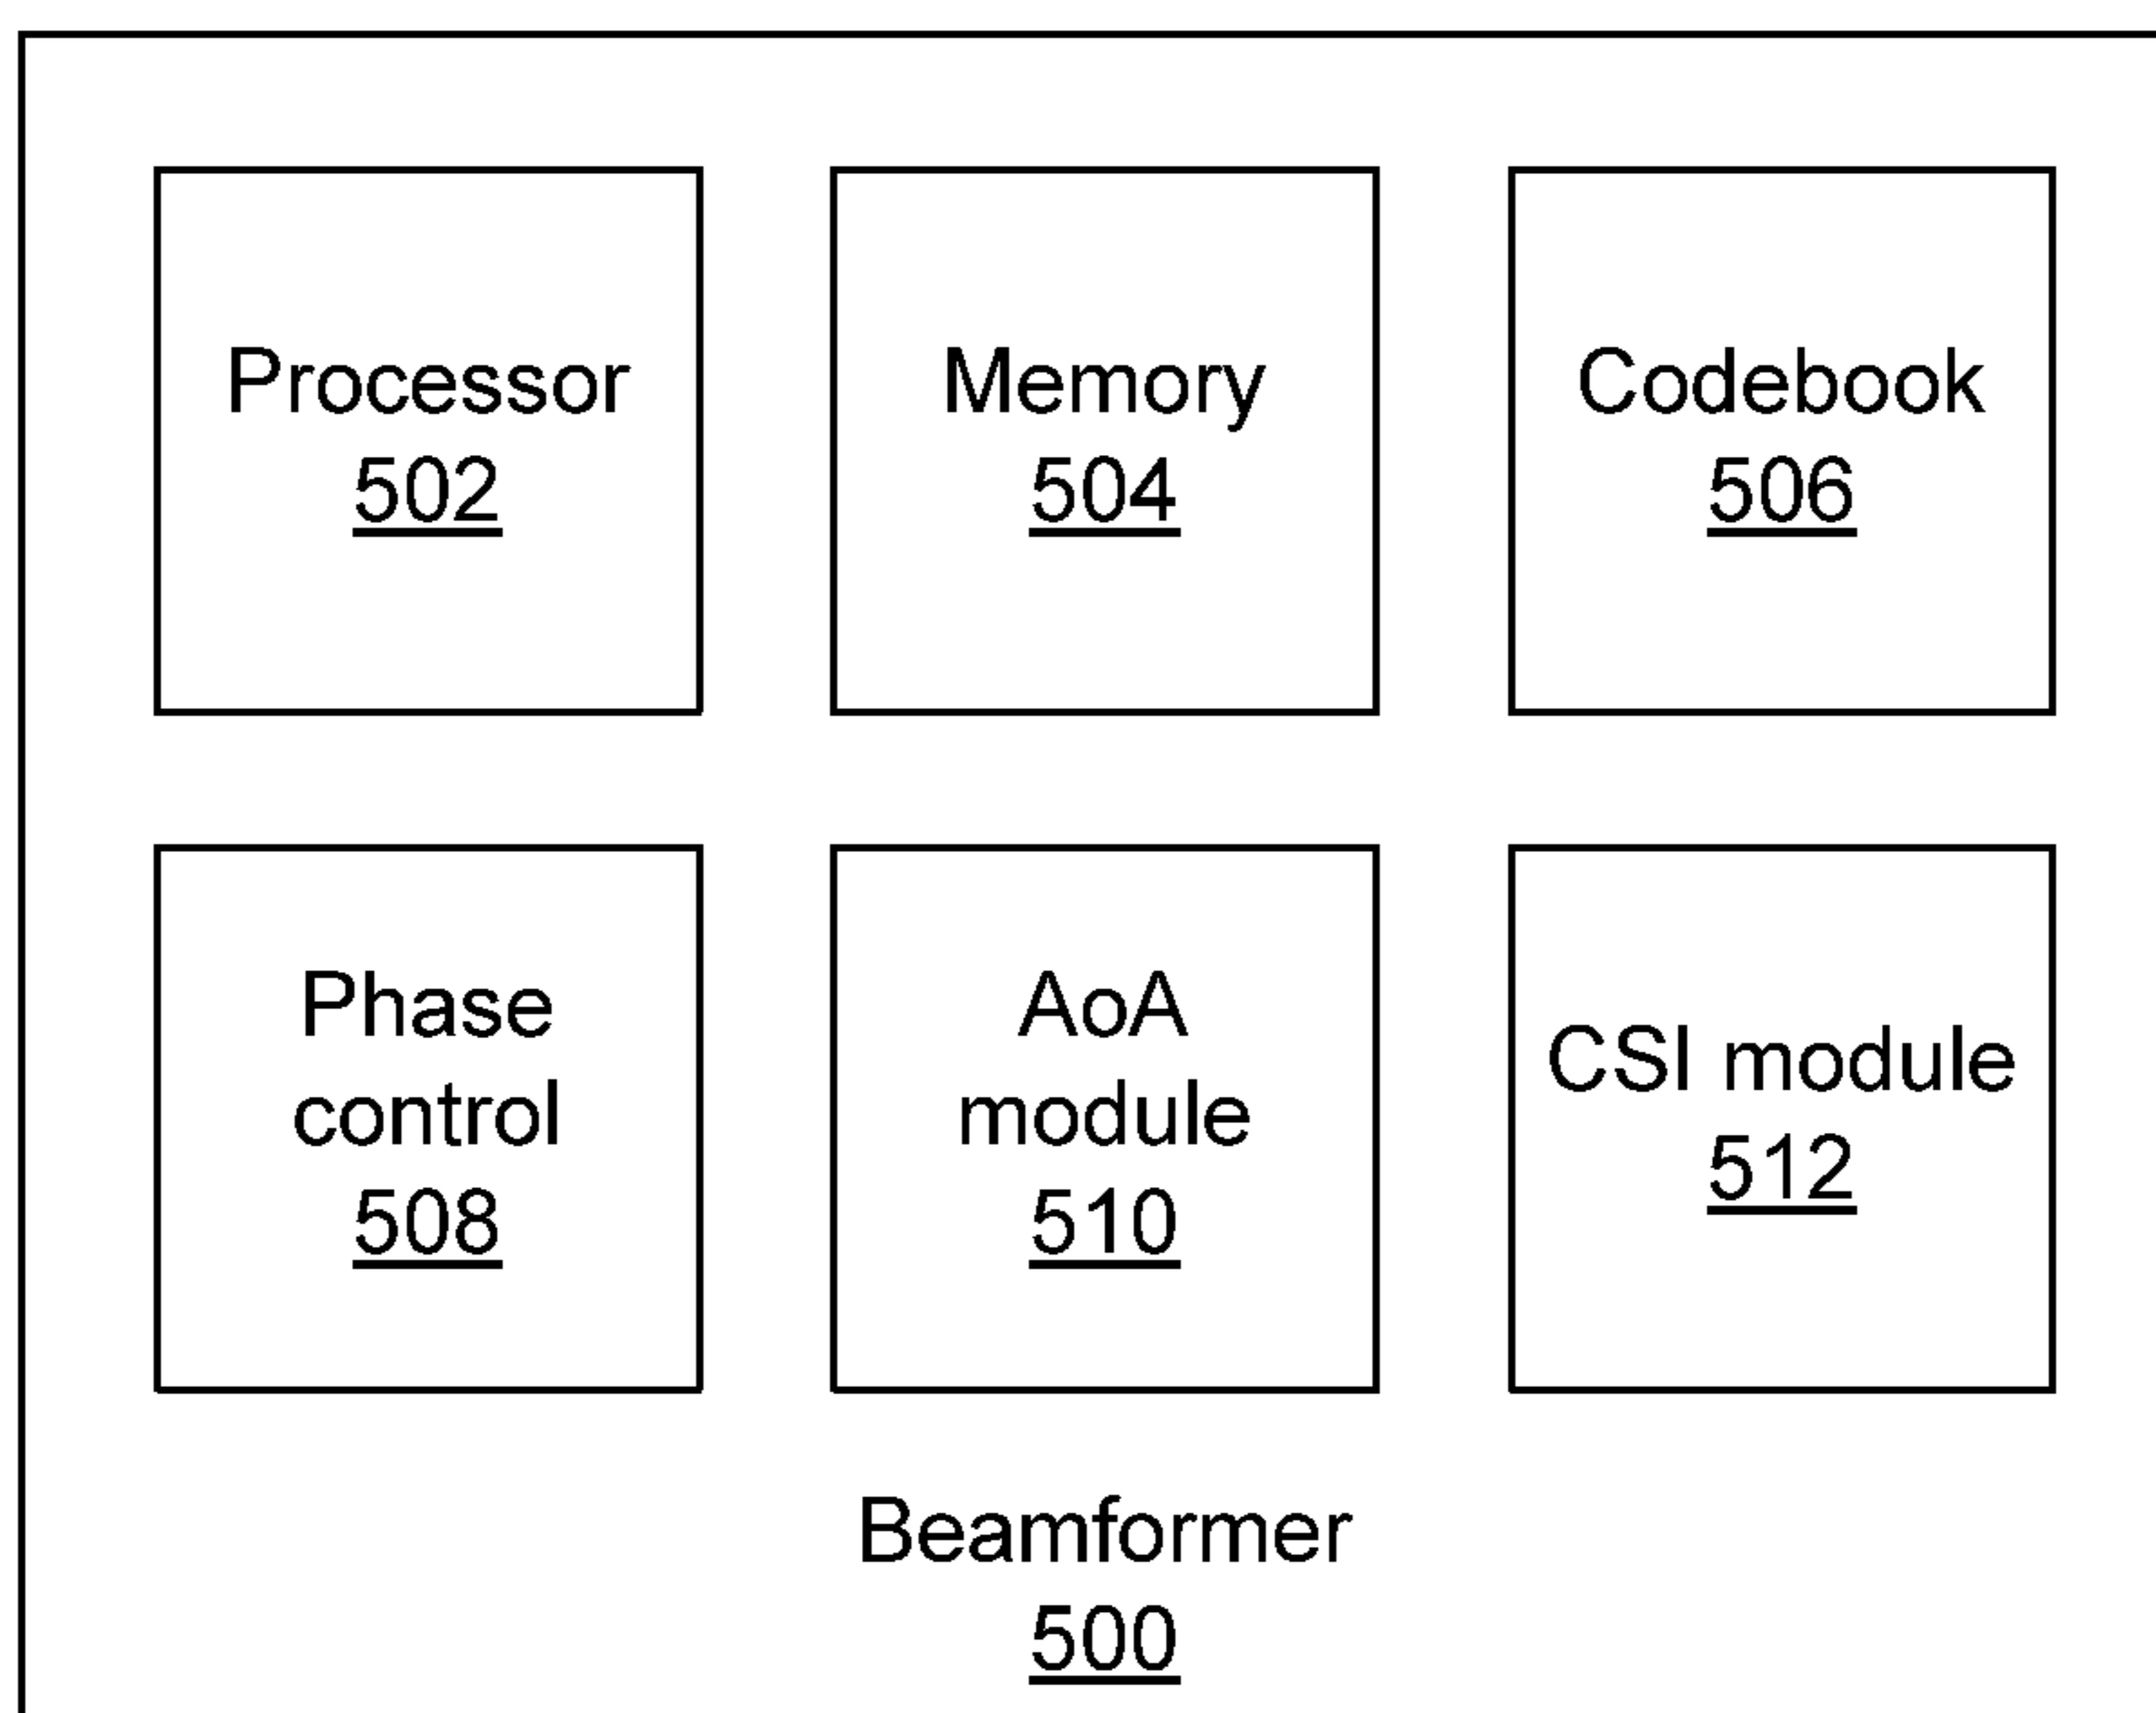 Processor
502
Memory
504
Codebook
506
Phase
control
508
AoA
module
510
CSI module
512
Beamformer
500